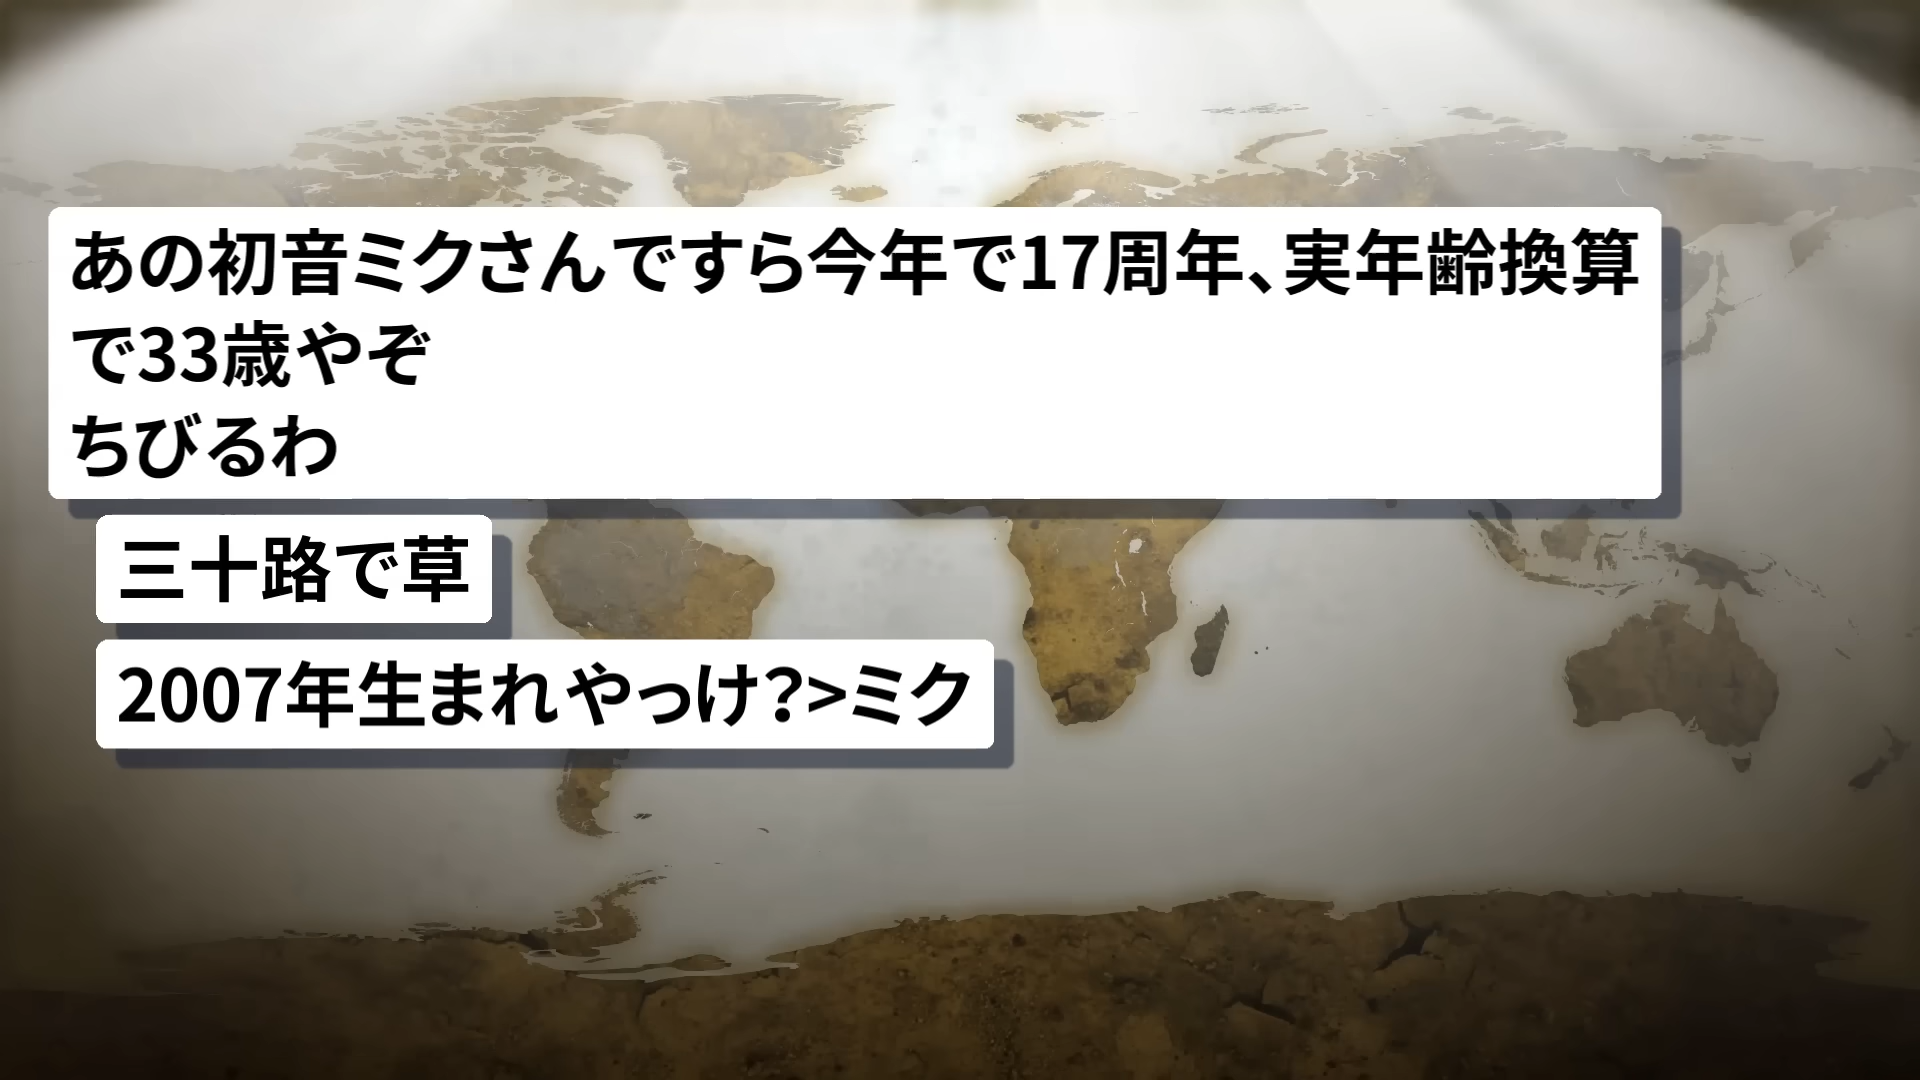 あの初音ミクさんですら今年で17周年、実年齢換算
で33歳やぞ
ちびるわ
三十路で草
2007年生まれやっけ?>ミク